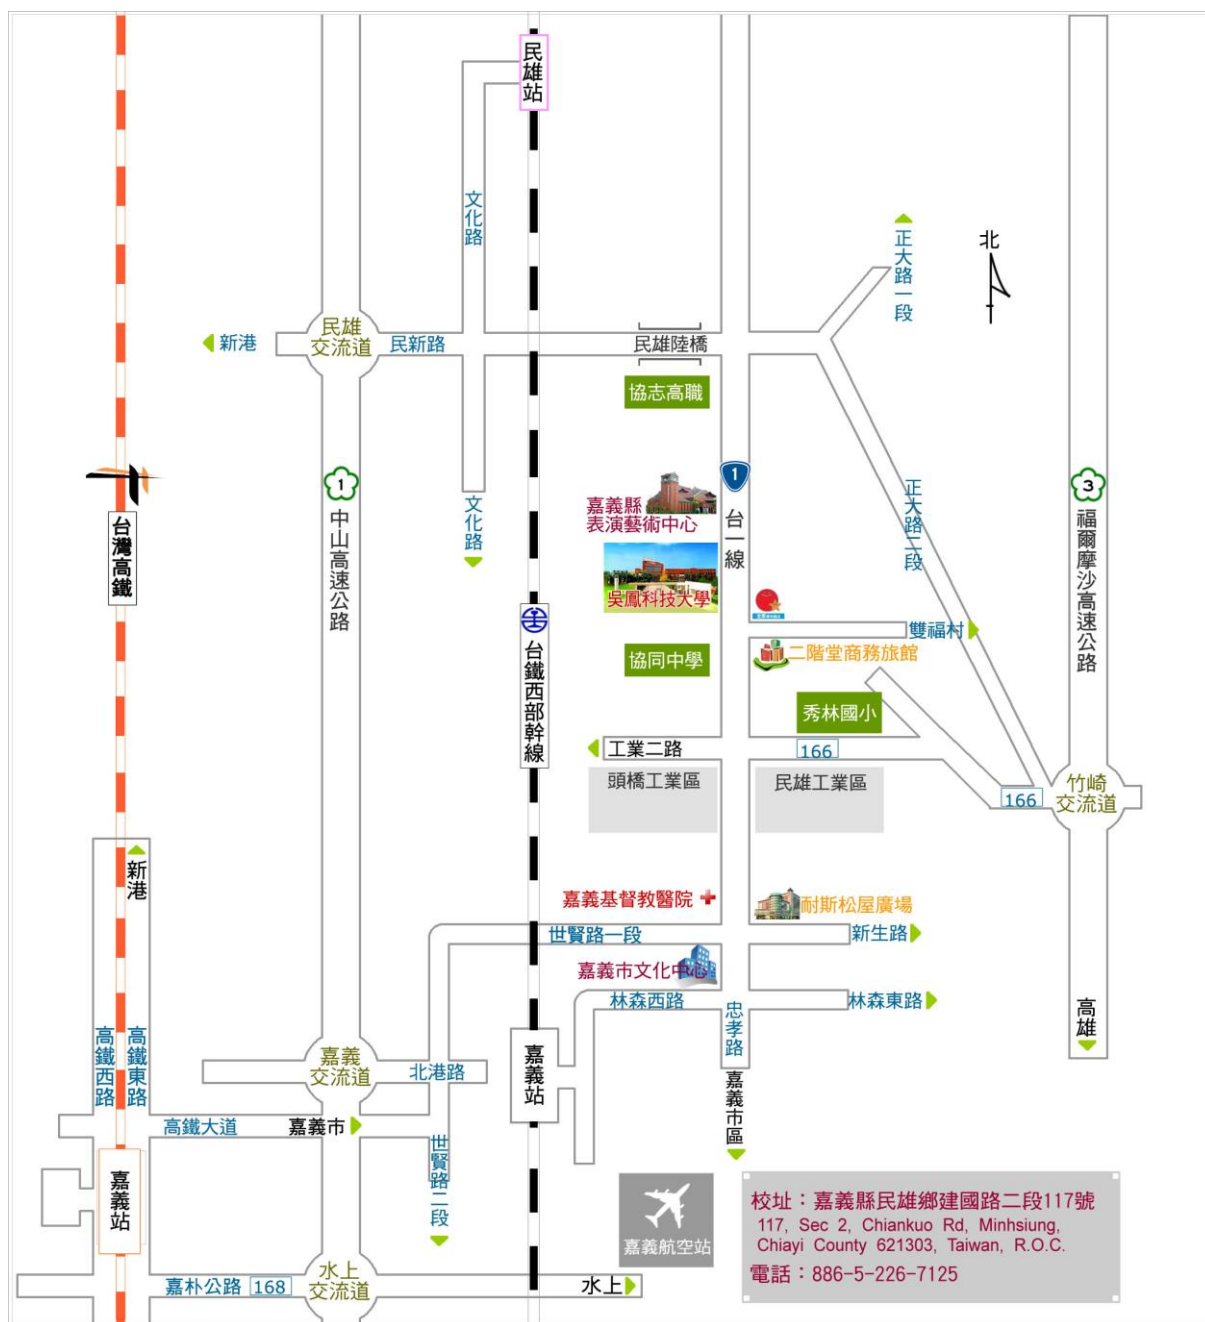 民雄站
文化路
正大路一段
北
新港
民雄
交流道
民新路
民雄陸橋
協志高職
1
中山高速公路
文化路
台灣高鐵
嘉義縣
表演藝術中心
1
台一線
吳鳳科技大學
正大路二段
3
福爾摩沙高速公路
台鐵西部幹線
雙福村
協同中學
二階堂商務旅館
秀林國小
工業二路
166
頭橋工業區
民雄工業區
166
竹崎
交流道
新港
嘉義基督教醫院
耐斯松屋廣場
世賢路一段
新生路
嘉義市文化中心
林森西路
林森東路
高鐵西路
高鐵東路
嘉義
交流道
北港路
嘉義站
忠孝路
高雄
高鐵大道
嘉義市
世賢路二段
嘉義市區
嘉義站
嘉義航空站
校址：嘉義縣民雄鄉建國路二段117號
117, Sec 2, Chiankuo Rd, Minhsiung,
Chiayi County 621303, Taiwan, R.O.C.
電話：886-5-226-7125
嘉朴公路 168
水上
交流道
水上